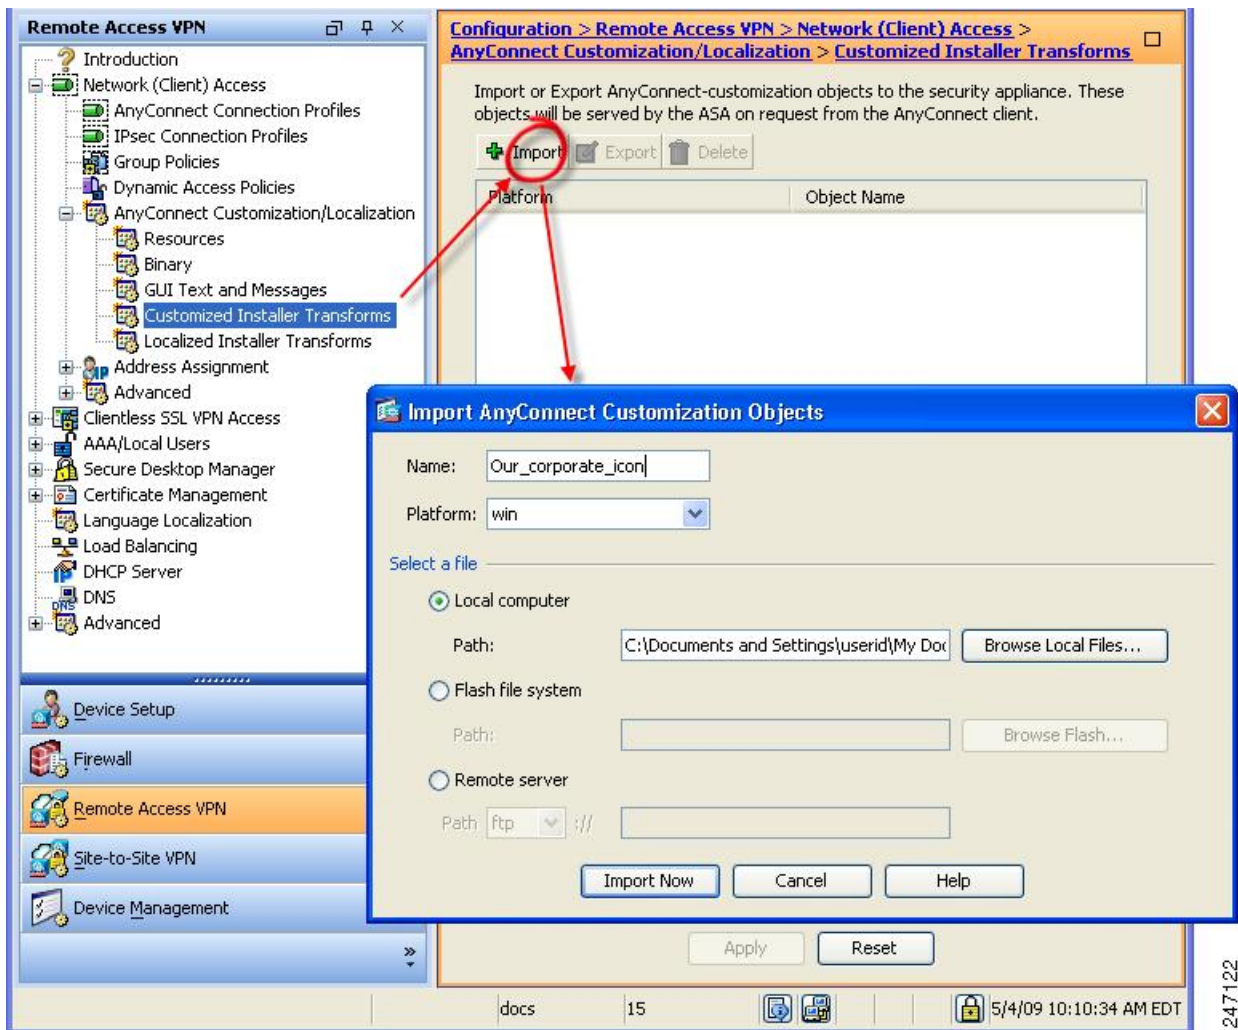 Remote Access VPN
Introduction
Network (Client) Access
AnyConnect Connection Profiles
IPsec Connection Profiles
Group Policies
Dynamic Access Policies
AnyConnect Customization/Localization
Resources
Binary
GUI Text and Messages
Customized Installer Transforms
Localized Installer Transforms
IP Address Assignment
Advanced
Clientless SSL VPN Access
AAA/Local Users
Secure Desktop Manager
Certificate Management
Language Localization
Load Balancing
DHCP Server
DNS DNS
Advanced
Device Setup
Firewall
Remote Access VPN
Site-to-Site VPN
Device Management
»
Configuration > Remote Access VPN > Network (Client) Access >
AnyConnect Customization/Localization > Customized Installer Transforms
Import or Export AnyConnect-customization objects to the security appliance. These
objects will be served by the ASA on request from the AnyConnect client.
Import Export Delete
Platform Object Name
Import AnyConnect Customization Objects
Name: Our_corporate_icon
Platform: win
Select a file
Local computer
Path: C:\Documents and Settings\userid\My Doc Browse Local Files...
Flash file system
Path: Browse Flash...
Remote server
Path ftp ://
Import Now Cancel Help
Apply Reset
docs 15 5/4/09 10:10:34 AM EDT
247122